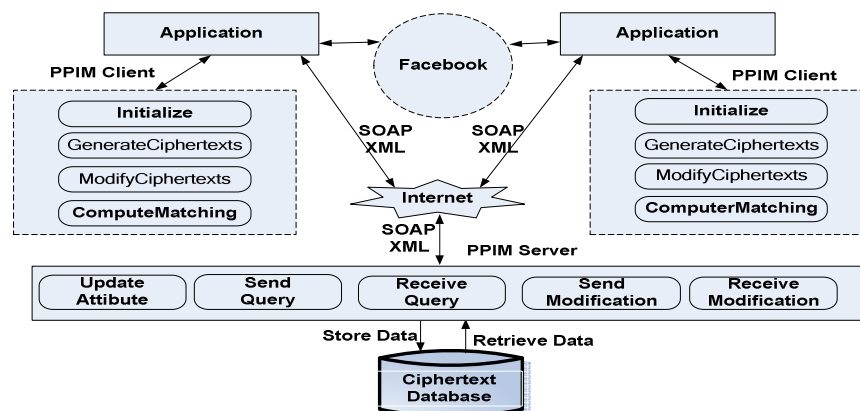 Application
Facebook
Application
PPIM Client
PPIM Client
Initialize
GenerateCiphertexts
ModifyCiphertexts
ComputeMatching
SOAP
XML
SOAP
XML
Initialize
GenerateCiphertexts
ModifyCiphertexts
ComputerMatching
Internet
SOAP
XML
PPIM Server
Update
Attibute
Send
Query
Receive
Query
Send
Modification
Receive
Modification
Store Data
Retrieve Data
Ciphertext
Database